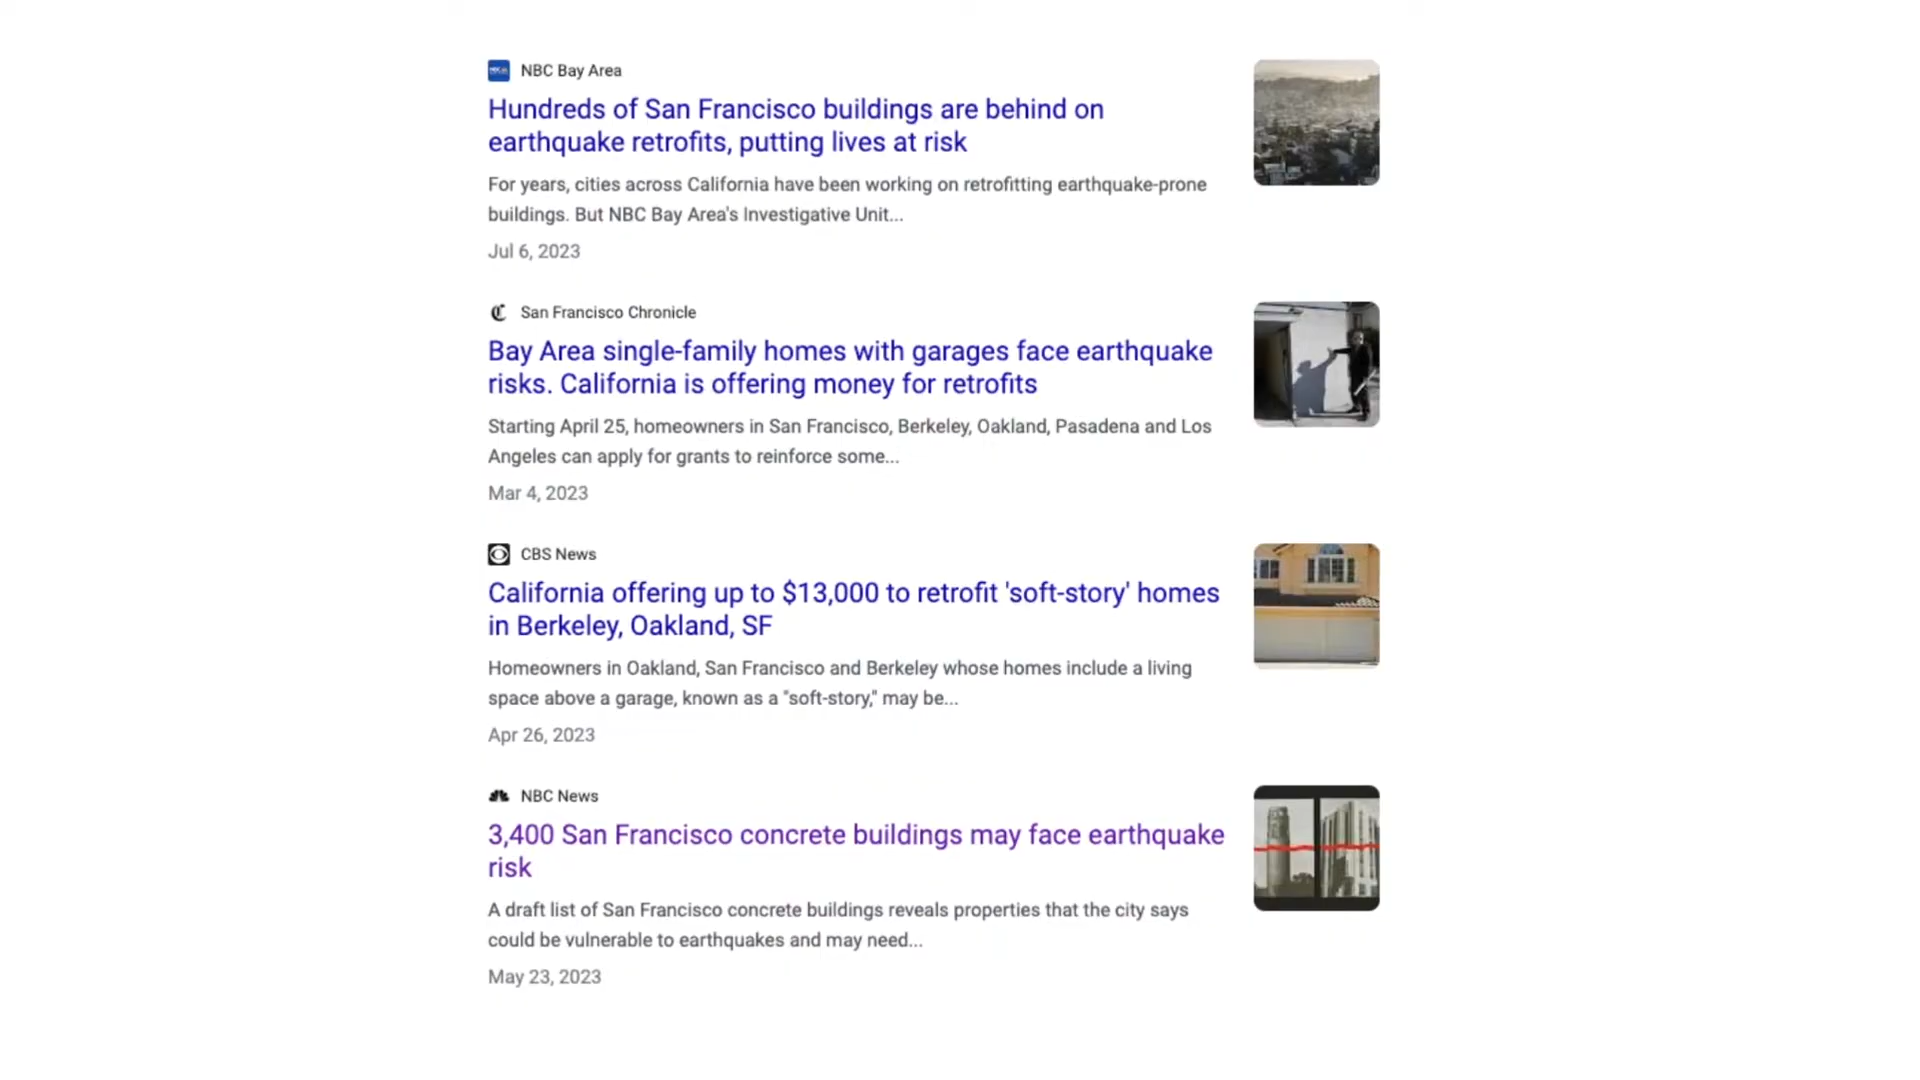 NBC Bay Area
Hundreds of San Francisco buildings are behind on
earthquake retrofits, putting lives at risk
For years, cities across California have been working on retrofitting earthquake-prone
buildings. But NBC Bay Area's Investigative Unit...
Jul 6, 2023
San Francisco Chronicle
Bay Area single-family homes with garages face earthquake
risks. California is offering money for retrofits
Starting April 25, homeowners in San Francisco, Berkeley, Oakland, Pasadena and Los
Angeles can apply for grants to reinforce some...
Mar 4, 2023
CBS News
California offering up to $13,000 to retrofit 'soft-story' homes
in Berkeley, Oakland, SF
Homeowners in Oakland, San Francisco and Berkeley whose homes include a living
space above a garage, known as a "soft-story," may be...
Apr 26, 2023
NBC News
3,400 San Francisco concrete buildings may face earthquake
risk
A draft list of San Francisco concrete buildings reveals properties that the city says
could be vulnerable to earthquakes and may need...
May 23, 2023